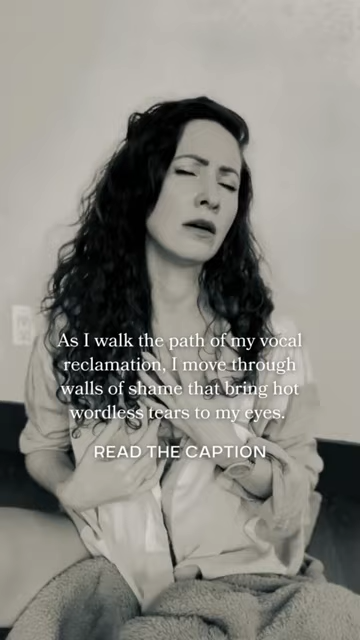 As I walk the path of my vocal
reclamation, I move through
walls of shame that bring hot
wordless tears to my eyes.
READ THE CAPTION